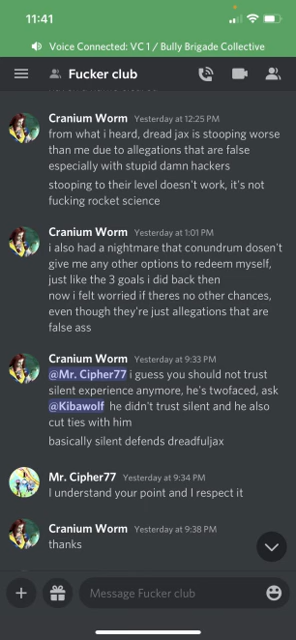 11:41
Voice Connected: VC 1 / Bully Brigade Collective
Fucker club
Cranium Worm Yesterday at 12:25 PM
from what i heard, dread jax is stooping worse
than me due to allegations that are false
especially with stupid damn hackers
stooping to their level doesn't work, it's not
fucking rocket science
Cranium Worm Yesterday at 1:01 PM
i also had a nightmare that conundrum dosen't
give me any other options to redeem myself,
just like the 3 goals i did back then
now i felt worried if theres no other chances,
even though they're just allegations that are
false ass
Cranium Worm Yesterday at 9:33 PM
@Mr. Cipher77 i guess you should not trust
silent experience anymore, he's twofaced, ask
@Kibawolf he didn't trust silent and he also
cut ties with him
basically silent defends dreadfuljax
Mr. Cipher77 Yesterday at 9:34 PM
I understand your point and I respect it
Cranium Worm Yesterday at 9:38 PM
thanks
Message Fucker club